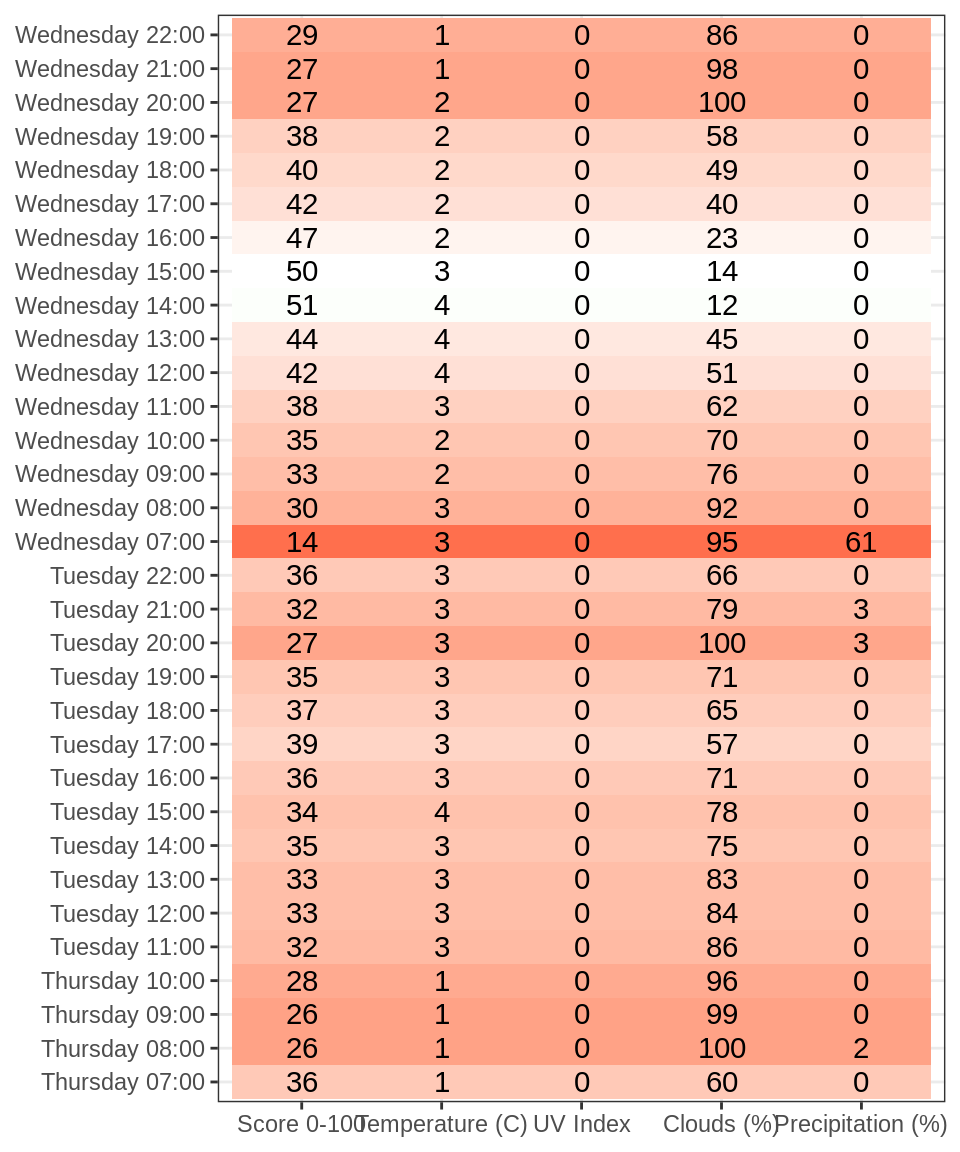 Wednesday 22:00 29 1 0 86 0
Wednesday 21:00 27 1 0 98 0
Wednesday 20:00 27 2 0 100 0
Wednesday 19:00 38 2 0 58 0
Wednesday 18:00 40 2 0 49 0
Wednesday 17:00 42 2 0 40 0
Wednesday 16:00 47 2 0 23 0
Wednesday 15:00 50 3 0 14 0
Wednesday 14:00 51 4 0 12 0
Wednesday 13:00 44 4 0 45 0
Wednesday 12:00 42 4 0 51 0
Wednesday 11:00 38 3 0 62 0
Wednesday 10:00 35 2 0 70 0
Wednesday 09:00 33 2 0 76 0
Wednesday 08:00 30 3 0 92 0
Wednesday 07:00 14 3 0 95 61
Tuesday 22:00 36 3 0 66 0
Tuesday 21:00 32 3 0 79 3
Tuesday 20:00 27 3 0 100 3
Tuesday 19:00 35 3 0 71 0
Tuesday 18:00 37 3 0 65 0
Tuesday 17:00 39 3 0 57 0
Tuesday 16:00 36 3 0 71 0
Tuesday 15:00 34 4 0 78 0
Tuesday 14:00 35 3 0 75 0
Tuesday 13:00 33 3 0 83 0
Tuesday 12:00 33 3 0 84 0
Tuesday 11:00 32 3 0 86 0
Thursday 10:00 28 1 0 96 0
Thursday 09:00 26 1 0 99 0
Thursday 08:00 26 1 0 100 2
Thursday 07:00 36 1 0 60 0
Score 0-100 Temperature (C) UV Index Clouds (%) Precipitation (%)